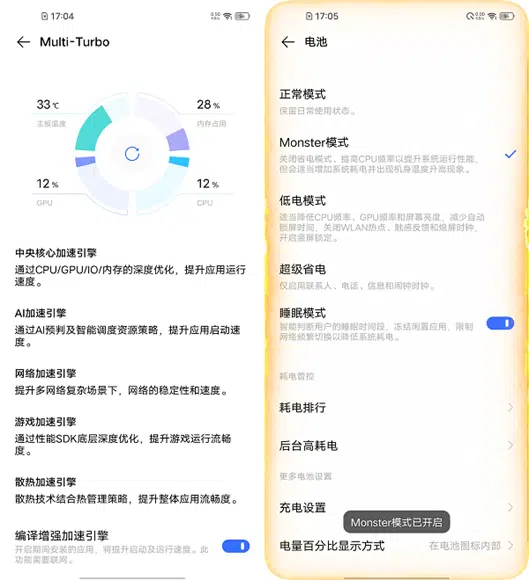 17:04
0.50
KB/s
Multi-Turbo
33℃
主板温度
28%
内存占用
12%
GPU
12%
CPU
中央核心加速引擎
通过CPU/GPU/IO/内存的深度优化，提升应用运行
速度。
AI加速引擎
通过AI预判及智能调度资源策略，提升应用启动速
度。
网络加速引擎
提升多网络复杂场景下，网络的稳定性和速度。
游戏加速引擎
通过性能SDK底层深度优化，提升游戏运行流畅
度。
散热加速引擎
散热技术结合热管理策略，提升整体应用流畅度。
编译增强加速引擎
开启期间安装的应用，将提升启动及运行速度。此
功能需要联网。
17:05
0.50
KB/s
电池
正常模式
保留日常使用状态。
Monster模式
关闭省电模式、提高CPU频率以提升系统运行性能，
但会适当增加系统耗电并出现机身温度升高现象。
低电模式
适当降低CPU频率、GPU频率和屏幕亮度，减少自动
锁屏时间，关闭WLAN热点、触感反馈和熄屏时钟，
开启竖屏锁定。
超级省电
仅启用联系人、电话、信息和闹钟时钟。
睡眠模式
智能判断用户的睡眠时间段，冻结闲置应用，限制
网络频繁切换以降低系统耗电。
耗电管控
耗电排行
后台高耗电
更多电池设置
充电设置
Monster模式已开启
电量百分比显示方式
在电池图标内部